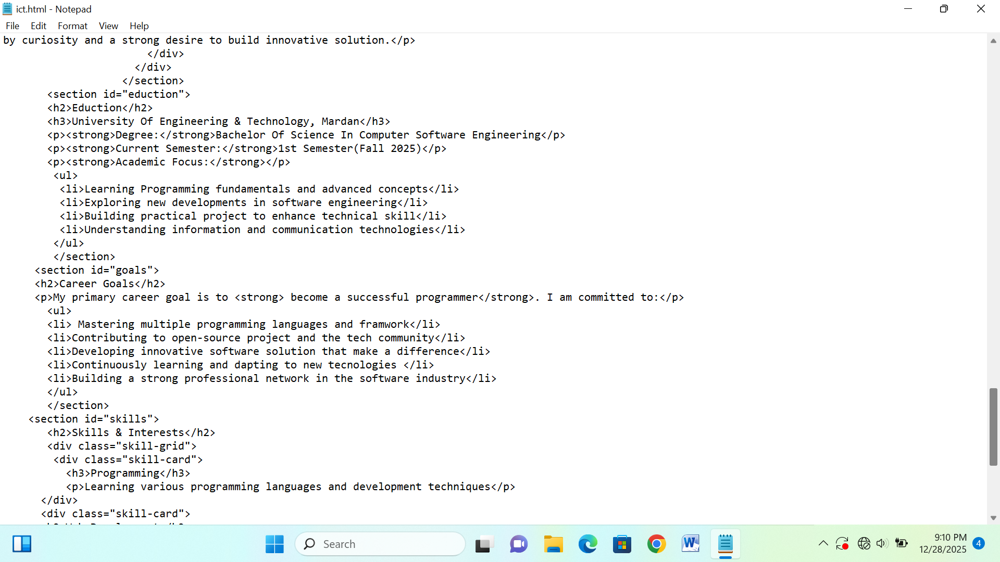 ict.html - Notepad
File Edit Format View Help
by curiosity and a strong desire to build innovative solution.</p>
</div>
</div>
</section>
<section id="eduction">
<h2>Eduction</h2>
<h3>University Of Engineering & Technology, Mardan</h3>
<p><strong>Degree:</strong>Bachelor Of Science In Computer Software Engineering</p>
<p><strong>Current Semester:</strong>1st Semester(Fall 2025)</p>
<p><strong>Academic Focus:</strong></p>
<ul>
<li>Learning Programming fundamentals and advanced concepts</li>
<li>Exploring new developments in software engineering</li>
<li>Building practical project to enhance technical skill</li>
<li>Understanding information and communication technologies</li>
</ul>
</section>
<section id="goals">
<h2>Career Goals</h2>
<p>My primary career goal is to <strong> become a successful programmer</strong>. I am committed to:</p>
<ul>
<li> Mastering multiple programming languages and framwork</li>
<li>Contributing to open-source project and the tech community</li>
<li>Developing innovative software solution that make a difference</li>
<li>Continuously learning and dapting to new tecnologies </li>
<li>Building a strong professional network in the software industry</li>
</ul>
</section>
<section id="skills">
<h2>Skills & Interests</h2>
<div class="skill-grid">
<div class="skill-card">
<h3>Programming</h3>
<p>Learning various programming languages and development techniques</p>
</div>
<div class="skill-card">
Search
9:10 PM
12/28/2025
4